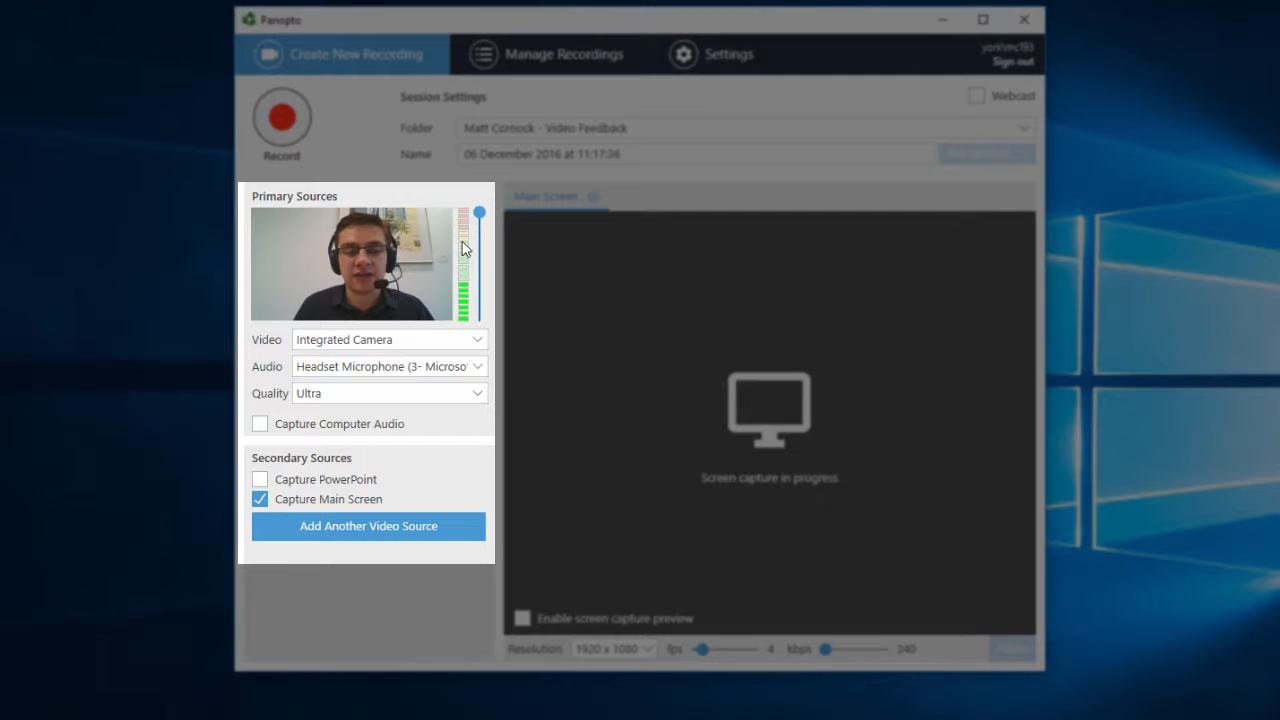 Panopto
Create New Recording
Manage Recordings
Settings
york\mc193
Sign out
Record
Session Settings
Webcast
Folder
Matt Cornock - Video Feedback
Name
06 December 2016 at 11:17:36
Primary Sources
Video
Integrated Camera
Audio
Headset Microphone (3- Microso
Quality
Ultra
Capture Computer Audio
Secondary Sources
Capture PowerPoint
Capture Main Screen
Add Another Video Source
Main Screen
Screen capture in progress
Enable screen capture preview
Resolution 1920 x 1080 fps 4 kbps 340